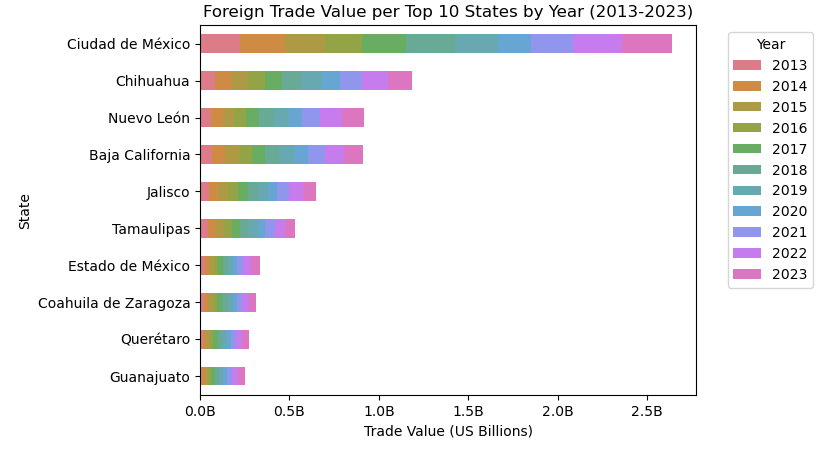 Foreign Trade Value per Top 10 States by Year (2013-2023)
State
Ciudad de México
Chihuahua
Nuevo León
Baja California
Jalisco
Tamaulipas
Estado de México
Coahuila de Zaragoza
Querétaro
Guanajuato
0.0B 0.5B 1.0B 1.5B 2.0B 2.5B
Trade Value (US Billions)
Year
2013
2014
2015
2016
2017
2018
2019
2020
2021
2022
2023